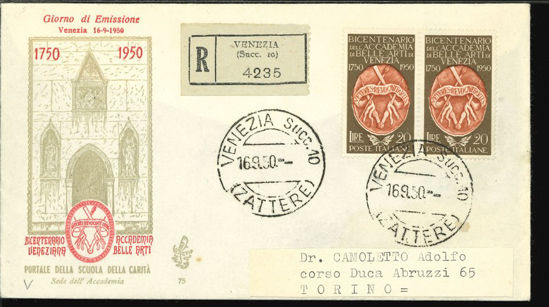 Giorno di Emissione
Venezia 16-9-1950
1750 1950
BICENTENARIO ACCADEMIA
VENEZIANA BELLE ARTI
PORTALE DELLA SCUOLA DELLA CARITÀ
Sede dell'Accademia
75
R
VENEZIA
(Succ. 10)
4235
VENEZIA Succ. 10
16.9.50.-
(ZATTERE)
BICENTENARIO
DELL'ACCADEMIA
DI BELLE ARTI DI
VENEZIA
1750 1950
LIRE 20
POSTE ITALIANE
BICENTENARIO
DELL'ACCADEMIA
DI BELLE ARTI DI
VENEZIA
1750 1950
LIRE 20
POSTE ITALIANE
VENEZIA Succ. 10
16.9.50.-
(ZATTERE)
Dr. CAMOLETTO Adolfo
corso Duca Abruzzi 65
TORINO=